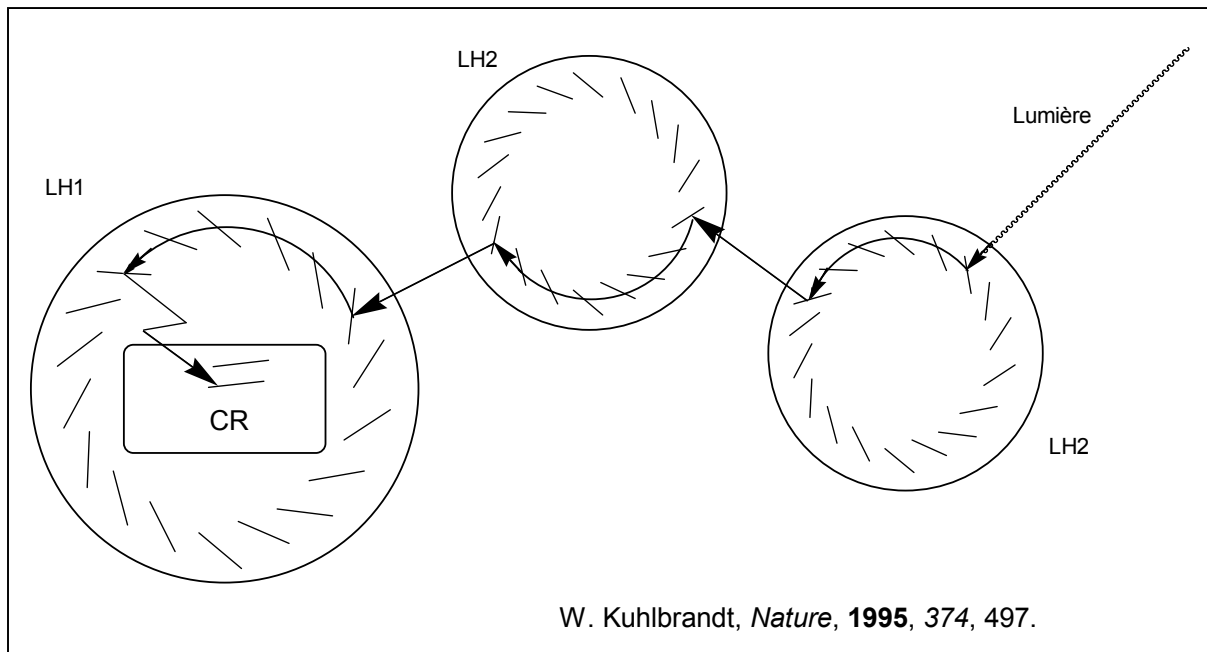 LH2
Lumière
LH1
CR
LH2
W. Kuhlbrandt, Nature, 1995, 374, 497.